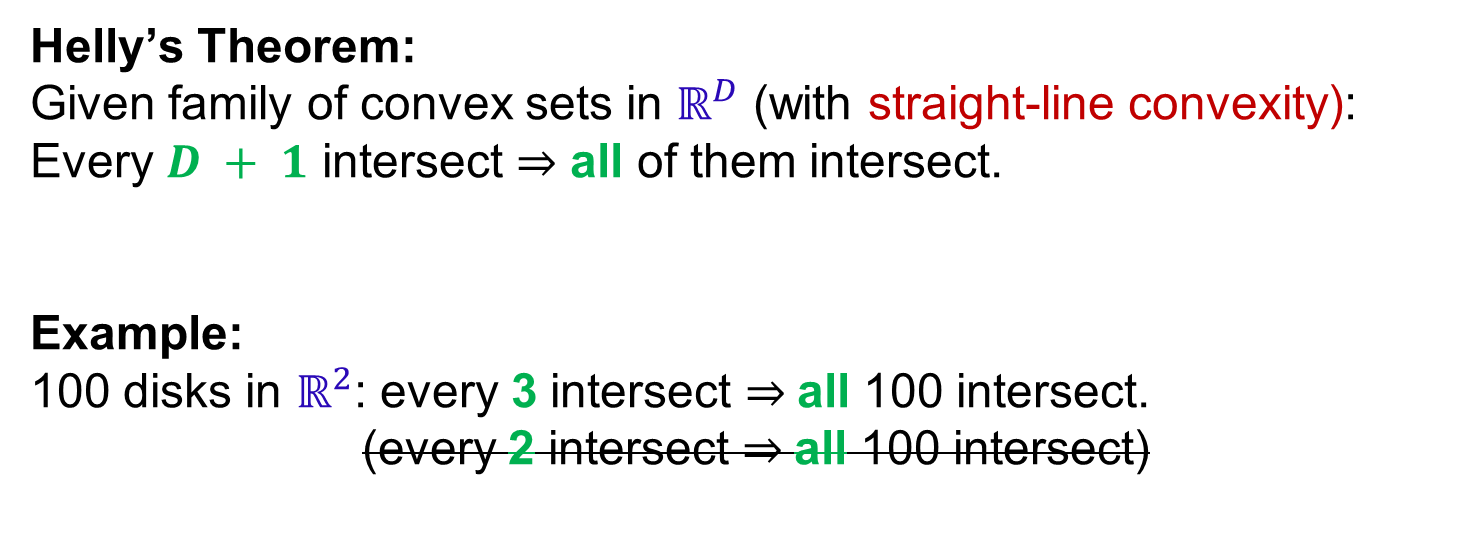 Helly’s Theorem:
Given family of convex sets in ℝᴰ (with straight-line convexity):
Every D + 1 intersect ⇒ all of them intersect.
Example:
100 disks in ℝ²: every 3 intersect ⇒ all 100 intersect.
(every 2 intersect ⇒ all 100 intersect)